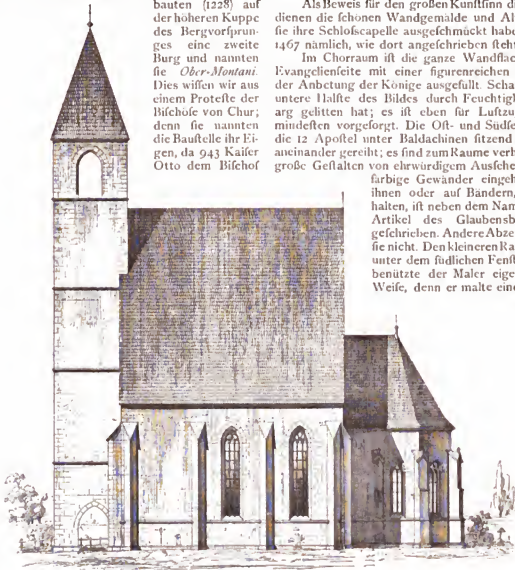 bauten (1228) auf
der höheren Kuppe
des Bergvorſprun-
ges eine zweite
Burg und nannten
ſie Ober-Montani.
Dies wiſſen wir aus
einem Proteſte der
Biſchöfe von Chur;
denn ſie nannten
die Bauſtelle ihr Ei-
gen, da 943 Kaiſer
Otto dem Biſchof
Als Beweis für den großen Kunſtſinn di
dienen die ſchönen Wandgemälde und Al
ſie ihre Schloſscapelle ausgeſchmückt habe
1467 nämlich, wie dort angeſchrieben ſteht
Im Chorraum iſt die ganze Wandflac
Evangelienſeite mit einer figurenreichen
der Anbetung der Könige ausgefüllt. Scha
untere Hälfte des Bildes durch Feuchtigl
arg gelitten hat; es iſt eben für Luftzu
mindeſten vorgeſorgt. Die Oſt- und Südſe
die 12 Apoſtel unter Baldachinen ſitzend
aneinander gereiht; es ſind zum Raume verh
große Geſtalten von ehrwürdigem Ausſehe
farbige Gewänder eingeh
ihnen oder auf Bändern,
halten, iſt neben dem Nam
Artikel des Glaubensb
geſchrieben. Andere Abze
ſie nicht. Den kleineren Ra
unter dem ſüdlichen Fenſt
benützte der Maler eige
Weiſe, denn er malte eine